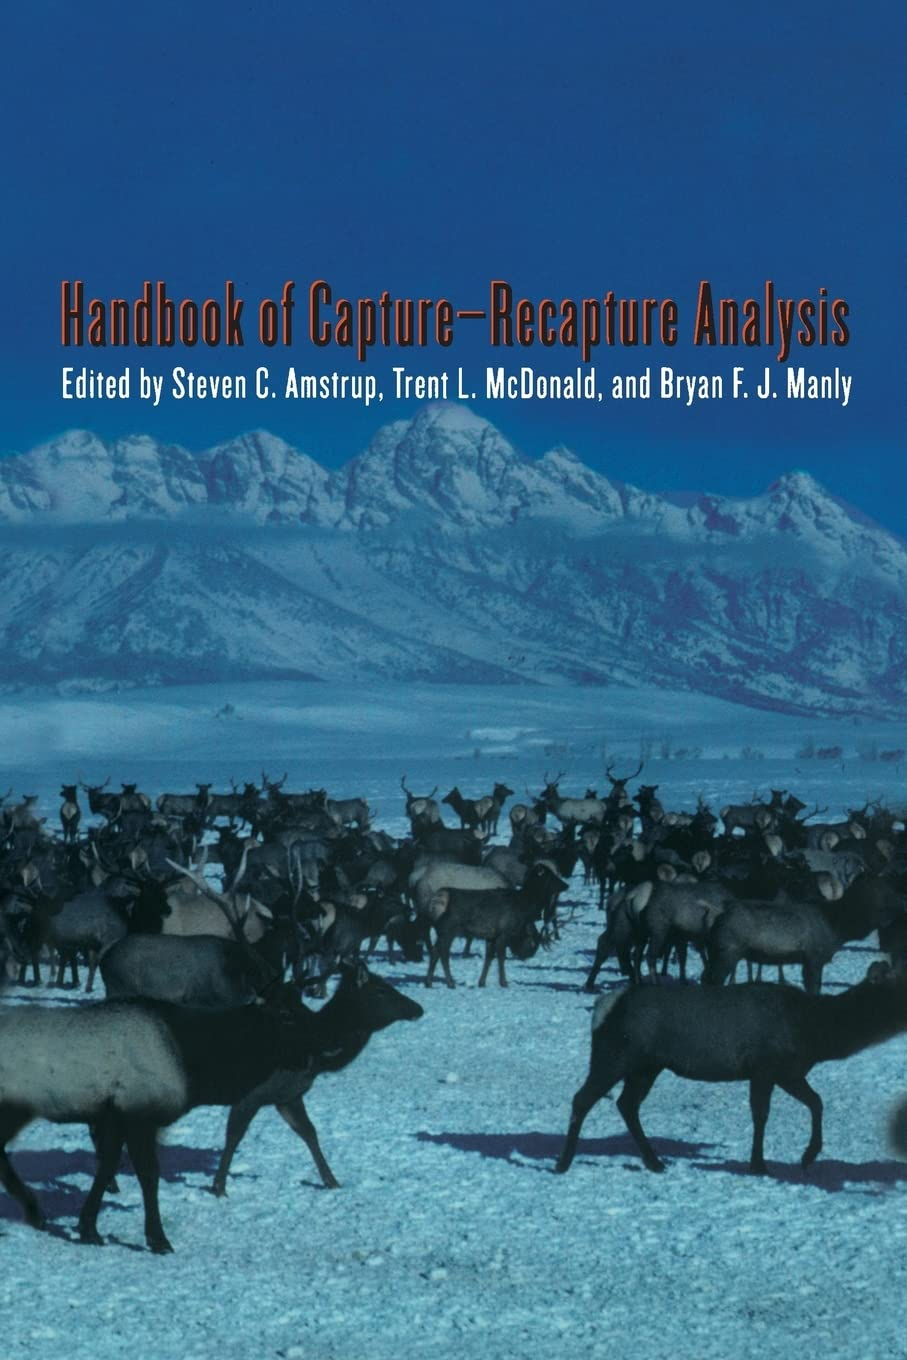 Handbook of Capture–Recapture Analysis
Edited by Steven C. Amstrup, Trent L. McDonald, and Bryan F. J. Manly